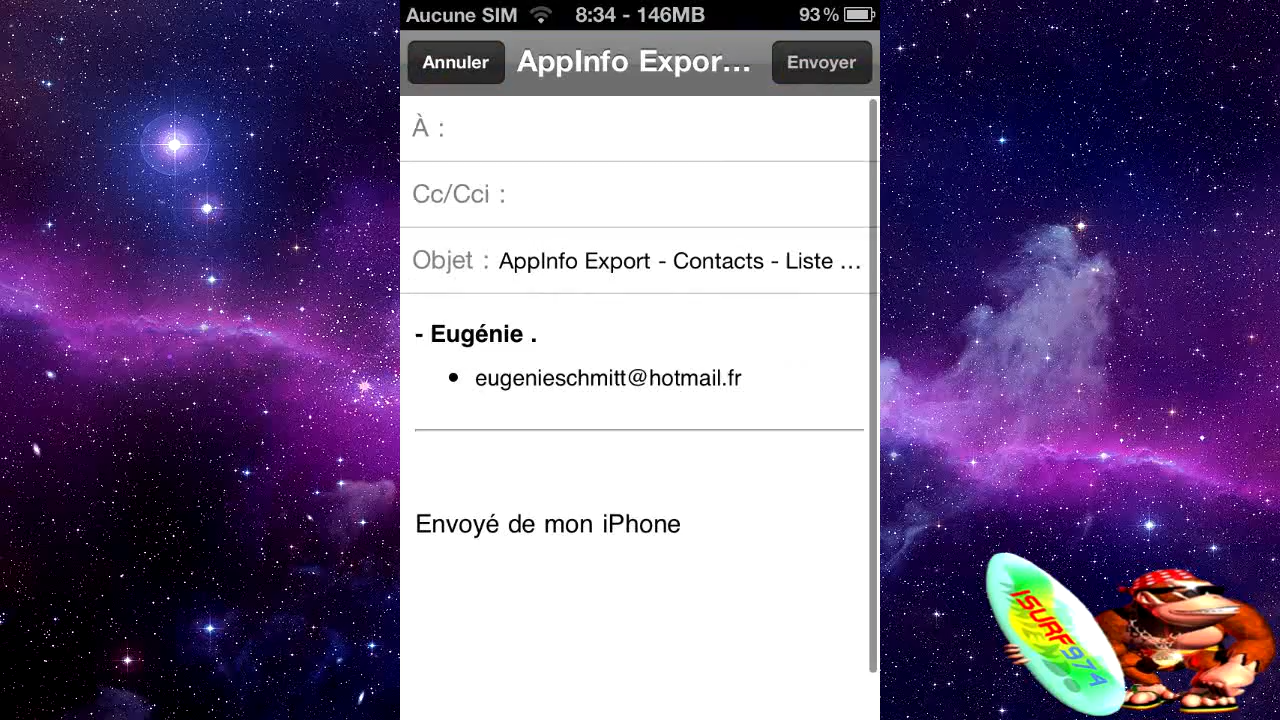 Aucune SIM 8:34 - 146MB 93 %
Annuler AppInfo Expor... Envoyer
À :
Cc/Cci :
Objet : AppInfo Export - Contacts - Liste ...
- Eugénie .
• eugenieschmitt@hotmail.fr
Envoyé de mon iPhone
ISURF974